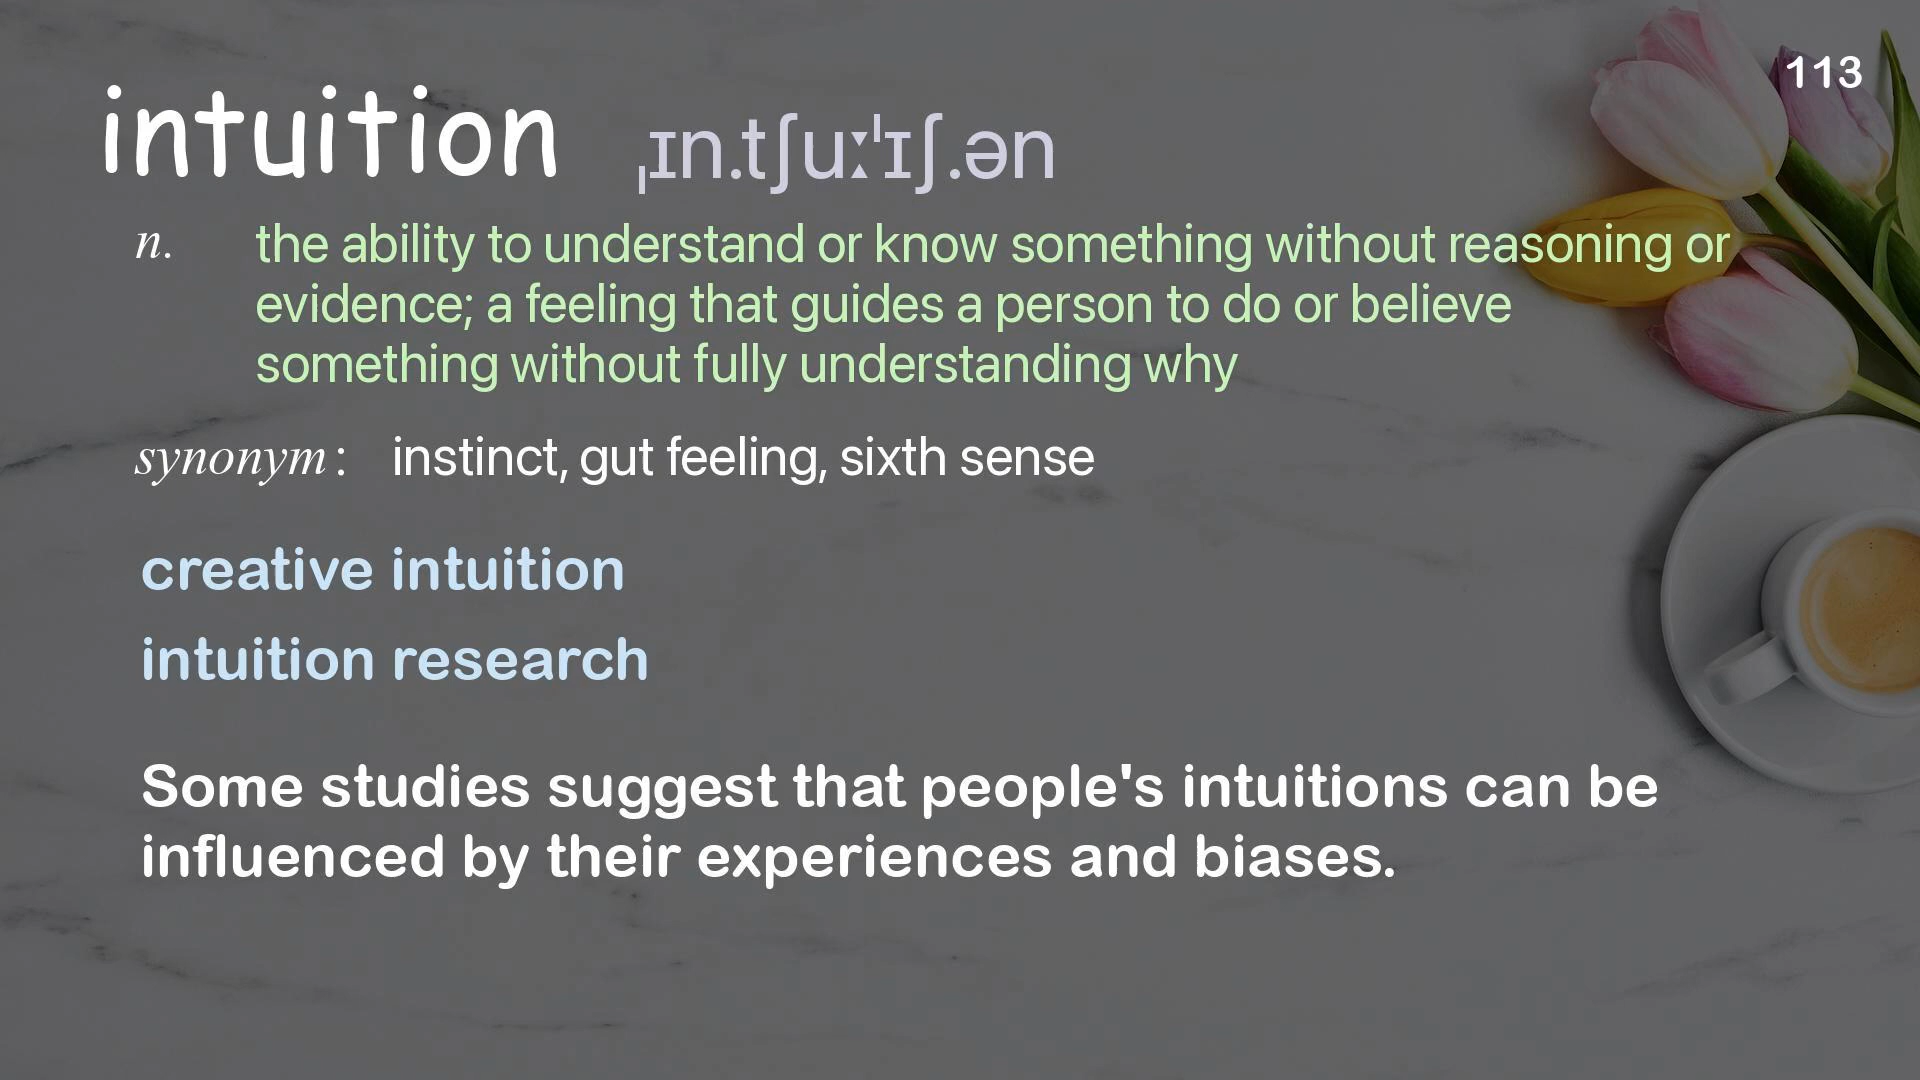 113
intuition ˌɪn.tʃuːˈɪʃ.ən
n. the ability to understand or know something without reasoning or
evidence; a feeling that guides a person to do or believe
something without fully understanding why
synonym: instinct, gut feeling, sixth sense
creative intuition
intuition research
Some studies suggest that people's intuitions can be
influenced by their experiences and biases.